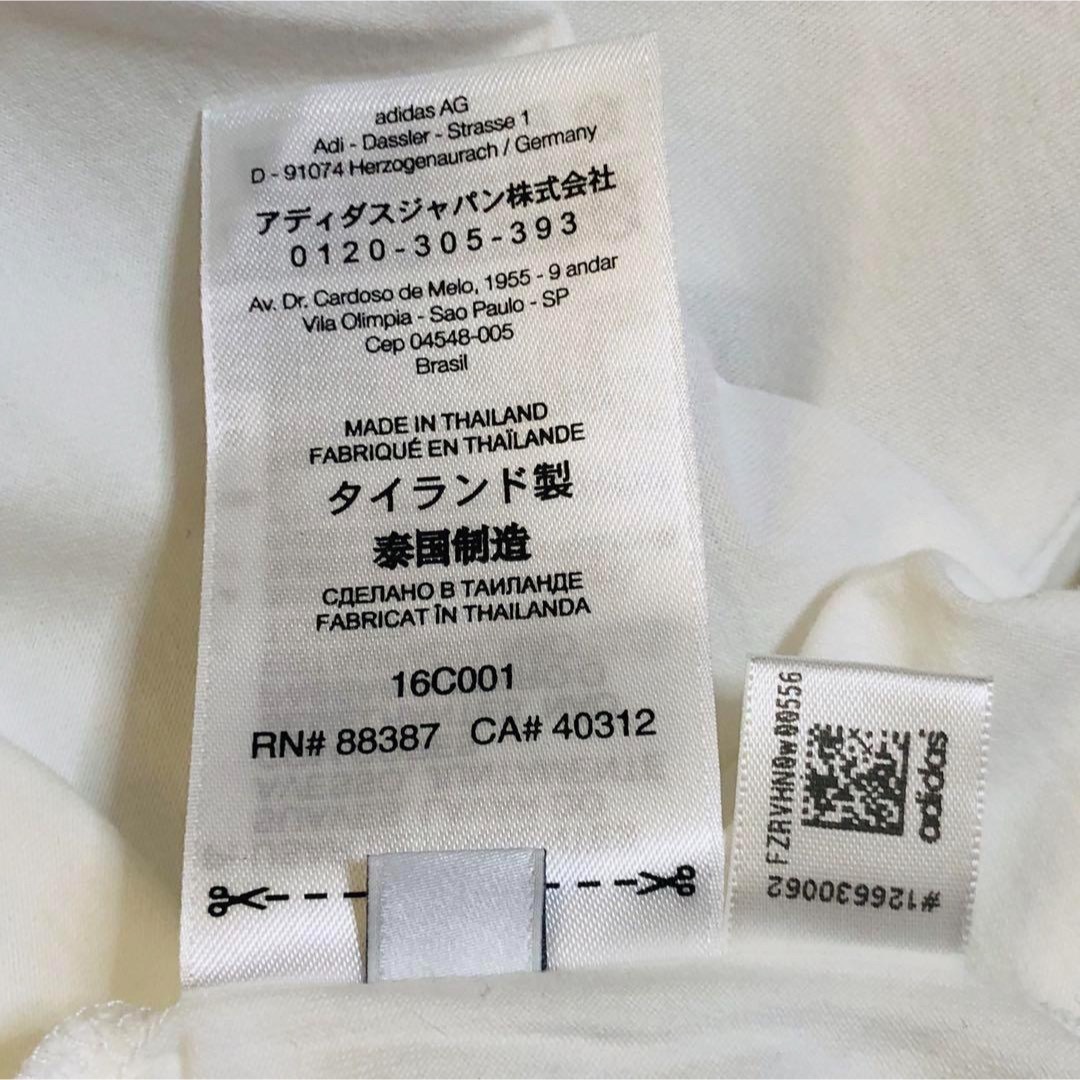 adidas AG
Adi - Dassler - Strasse 1
D - 91074 Herzogenaurach / Germany
アディダスジャパン株式会社
0120-305-393
Av. Dr. Cardoso de Melo, 1955 - 9 andar
Vila Olimpia - Sao Paulo - SP
Cep 04548-005
Brasil
MADE IN THAILAND
FABRIQUÉ EN THAÏLANDE
タイランド製
泰国制造
СДЕЛАНО В ТАИЛАНДЕ
FABRICAT ÎN THAILANDA
16C001
RN# 88387 CA# 40312
FZRVHN0w00556
adidas
#126630062